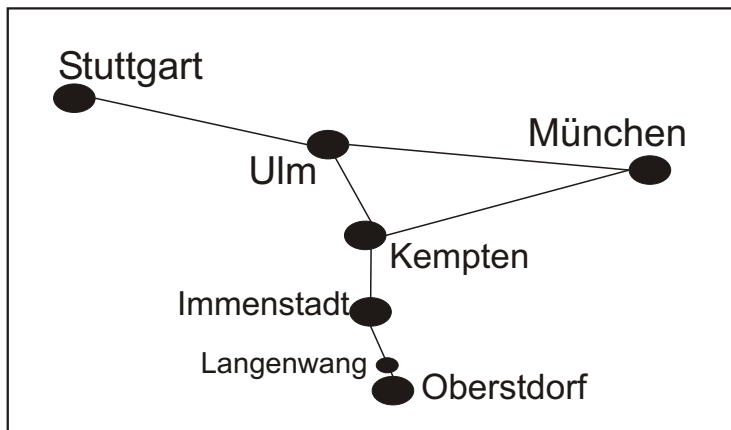 Stuttgart
München
Ulm
Kempten
Immenstadt
Langenwang
Oberstdorf